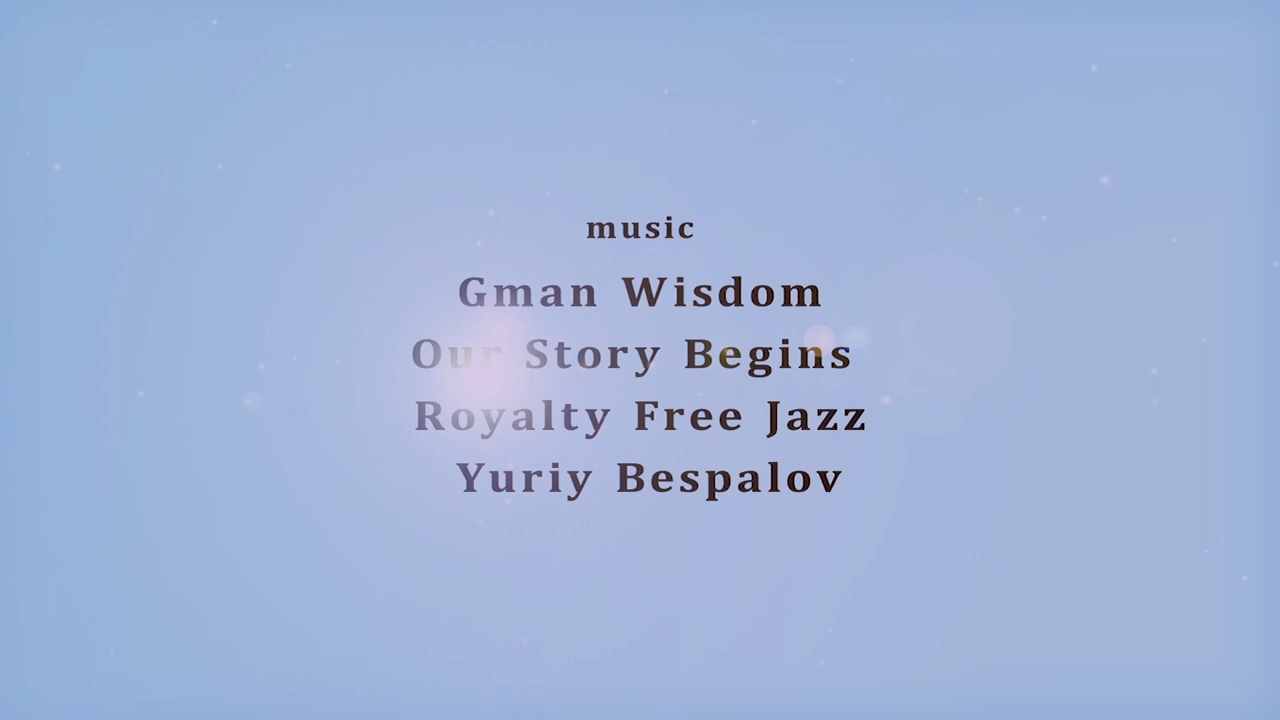 music
Gman Wisdom
Our Story Begins
Royalty Free Jazz
Yuriy Bespalov